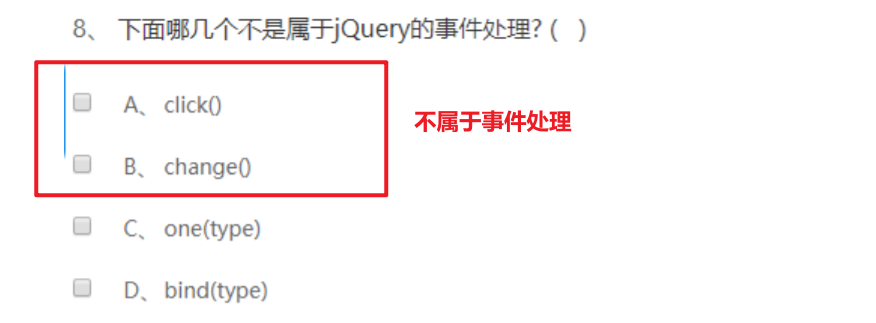 8、 下面哪几个不是属于jQuery的事件处理? ( )
A、 click()
不属于事件处理
B、 change()
C、 one(type)
D、 bind(type)